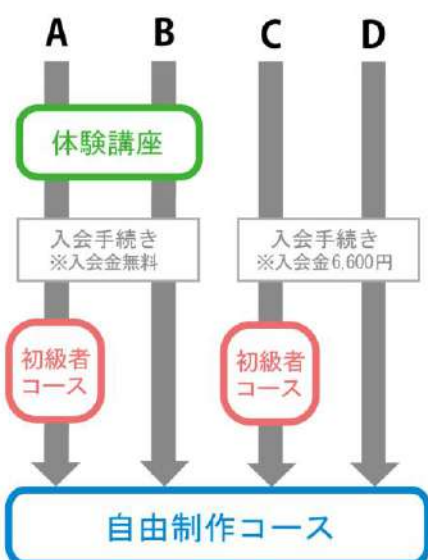 A B C D
体験講座
入会手続き
※入会金無料
入会手続き
※入会金6,600円
初級者
コース
初級者
コース
自由制作コース